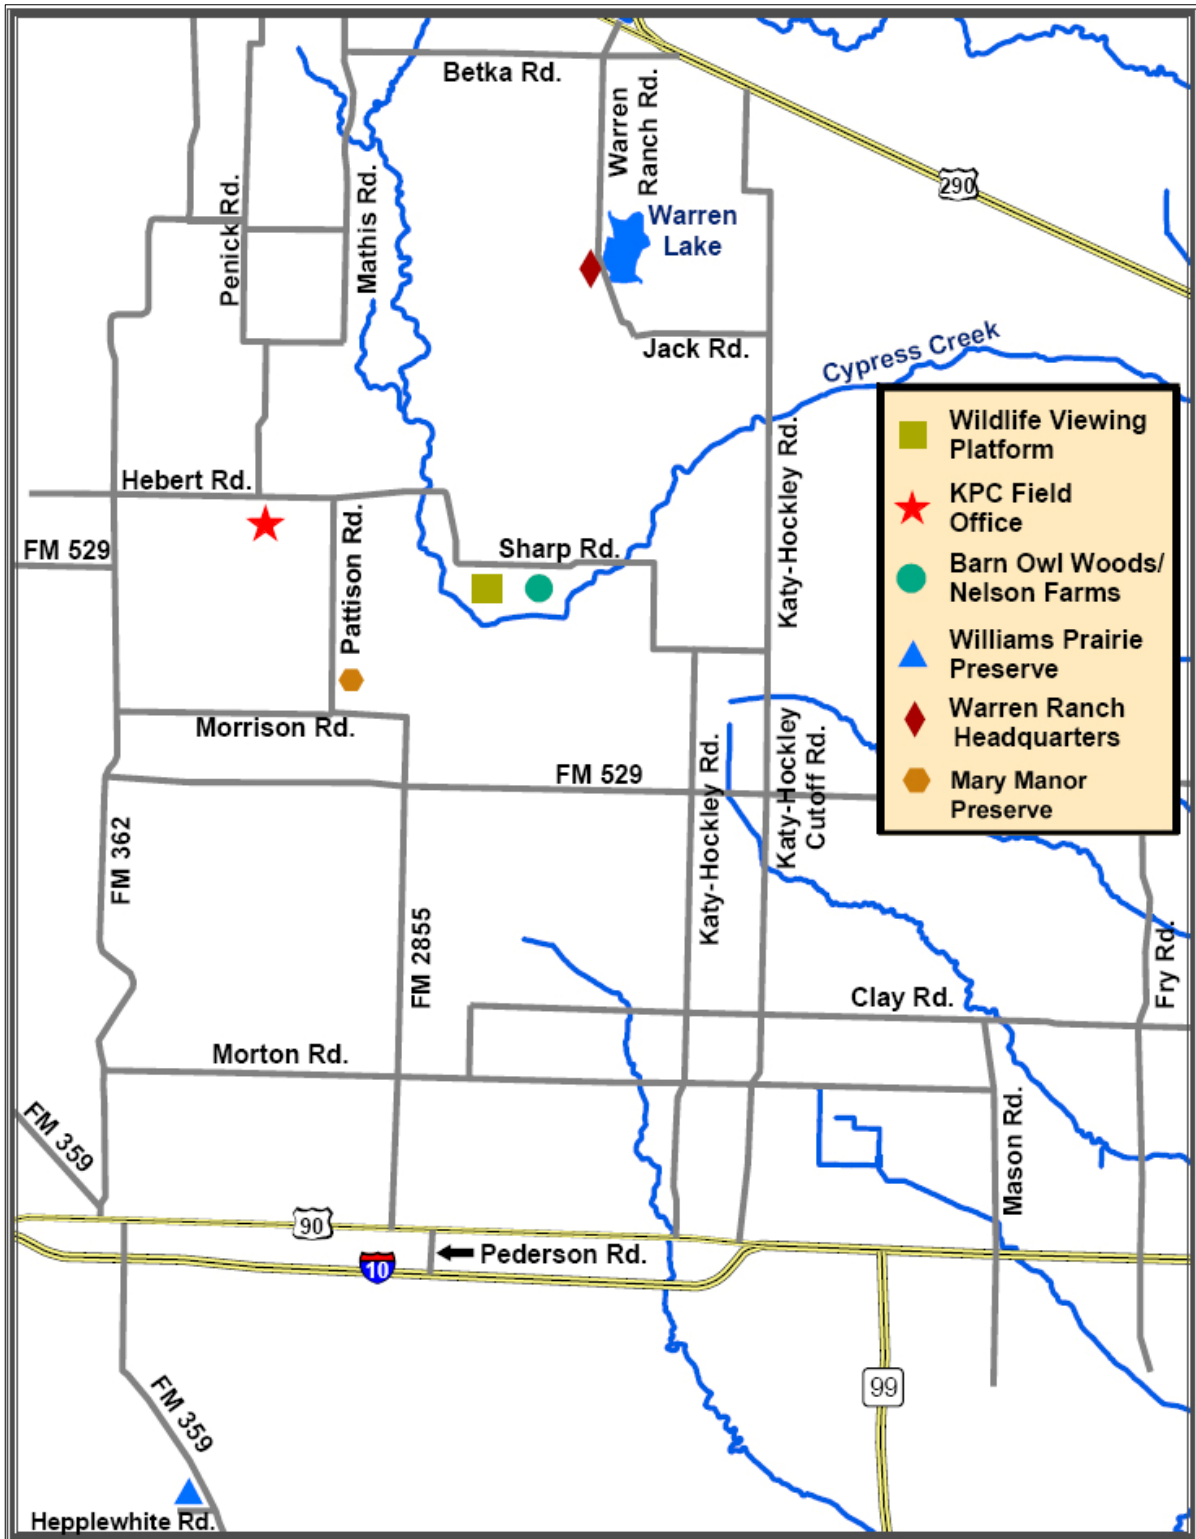 Betka Rd.
Warren
Ranch Rd.
290
Penick Rd.
Mathis Rd.
Warren
Lake
Jack Rd.
Cypress Creek
Hebert Rd.
FM 529
Pattison Rd.
Sharp Rd.
Katy-Hockley Rd.
Wildlife Viewing
Platform
KPC Field
Office
Barn Owl Woods/
Nelson Farms
Williams Prairie
Preserve
Warren Ranch
Headquarters
Mary Manor
Preserve
Morrison Rd.
FM 529
Katy-Hockley Rd.
Katy-Hockley
Cutoff Rd.
FM 362
FM 2855
Clay Rd.
Fry Rd.
Morton Rd.
FM 359
Mason Rd.
90
Pederson Rd.
10
99
FM 359
Hepplewhite Rd.